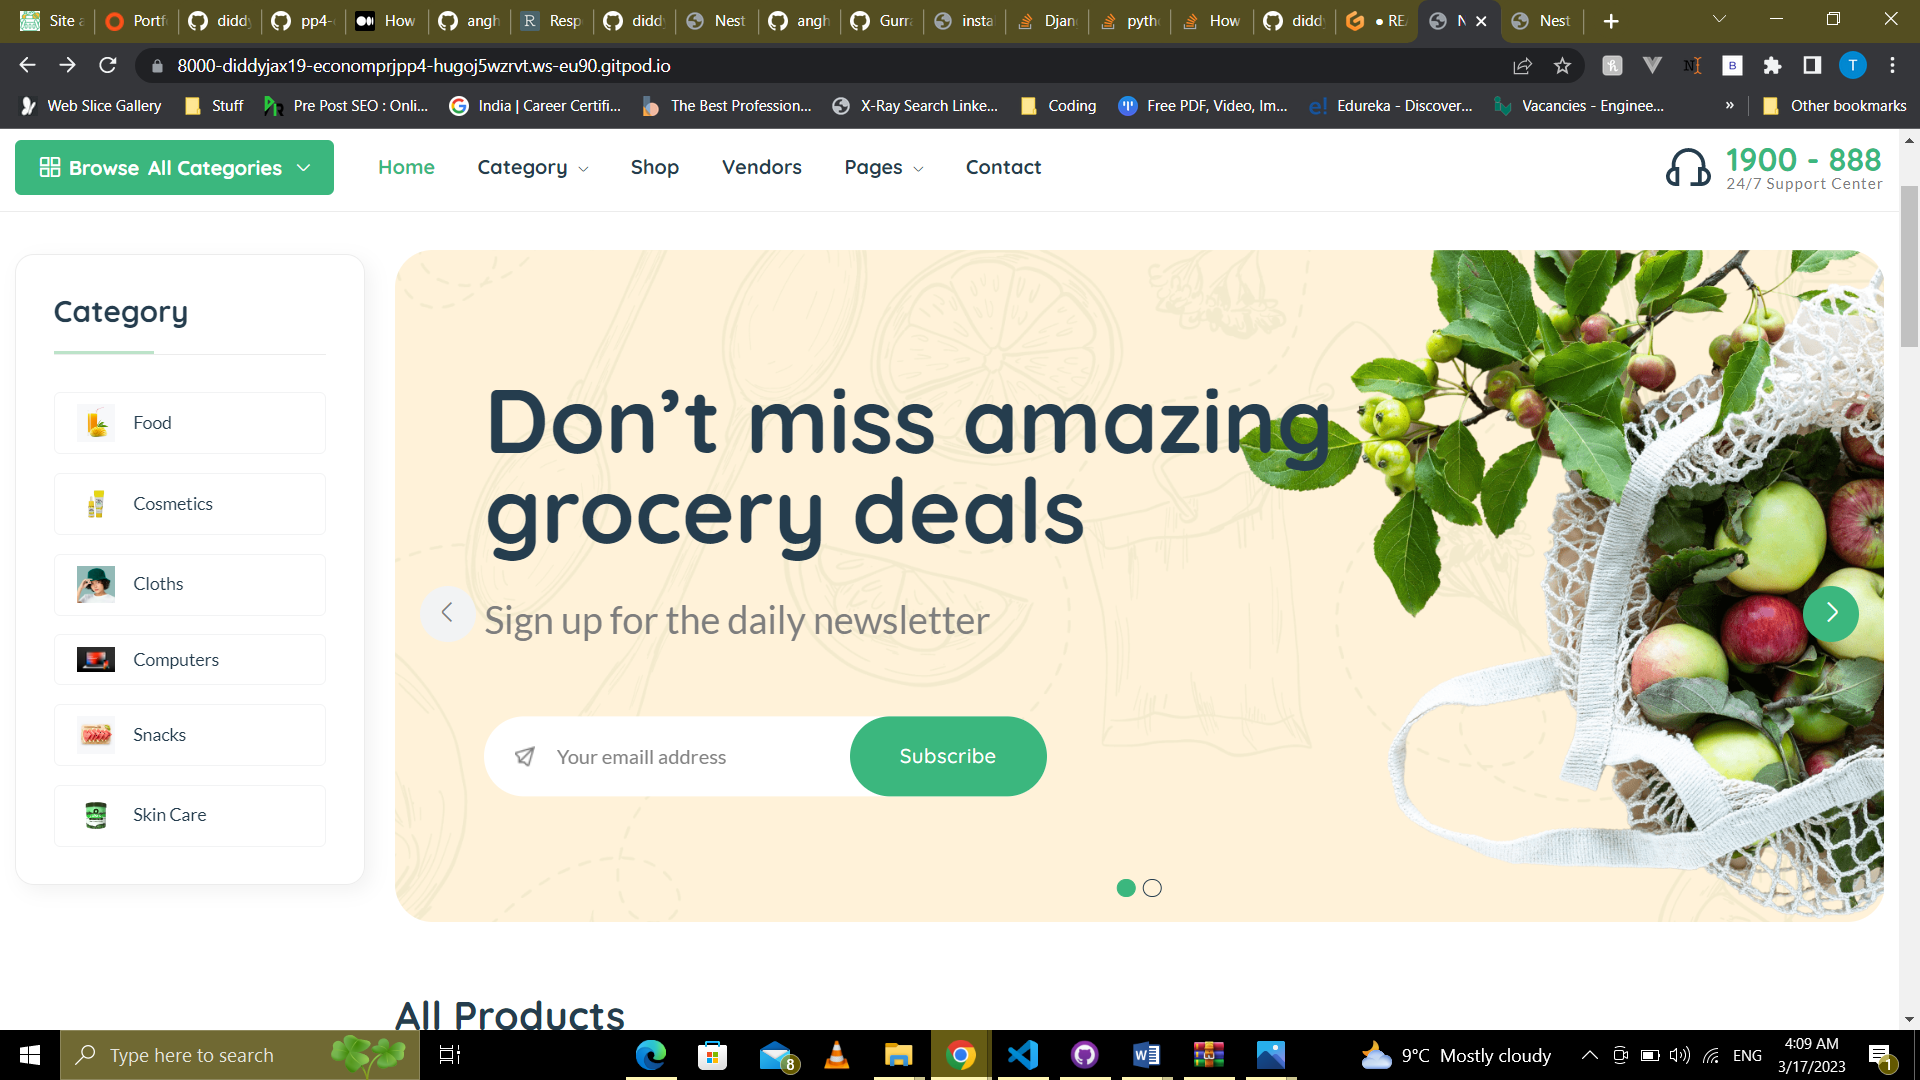 Site a
Portf
diddy
pp4-
How
angh
Resp
diddy
Nest
angh
Gurra
insta
Djan
pytho
How
diddy
● RE
N
Nest
8000-diddyjax19-economprjpp4-hugoj5wzrvt.ws-eu90.gitpod.io
T
Web Slice Gallery
Stuff
Pre Post SEO : Onli...
India | Career Certifi...
The Best Profession...
X-Ray Search Linke...
Coding
Free PDF, Video, Im...
Edureka - Discover...
Vacancies - Enginee...
»
Other bookmarks
Browse All Categories
Home
Category
Shop
Vendors
Pages
Contact
1900 - 888
24/7 Support Center
Category
Food
Cosmetics
Cloths
Computers
Snacks
Skin Care
Don’t miss amazing
grocery deals
Sign up for the daily newsletter
Your emaill address
Subscribe
All Products
Type here to search
8
9°C Mostly cloudy
ENG
4:09 AM
3/17/2023
1